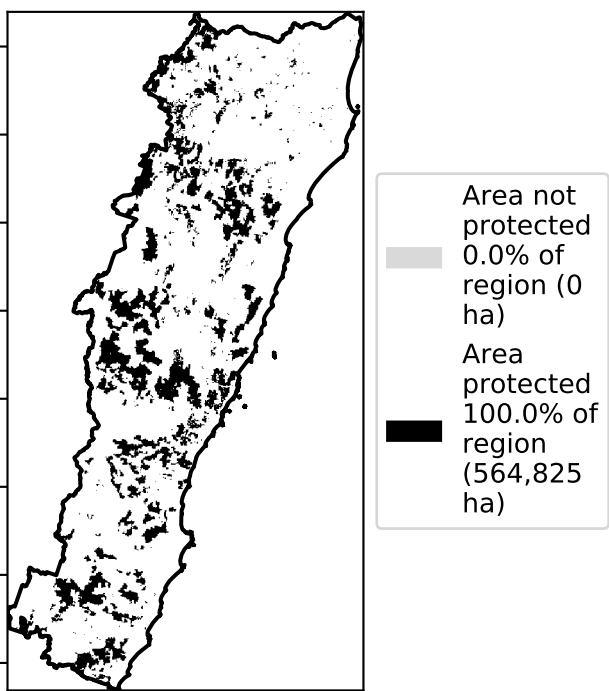 Area not
protected
0.0% of
region (0
ha)
Area
protected
100.0% of
region
(564,825
ha)